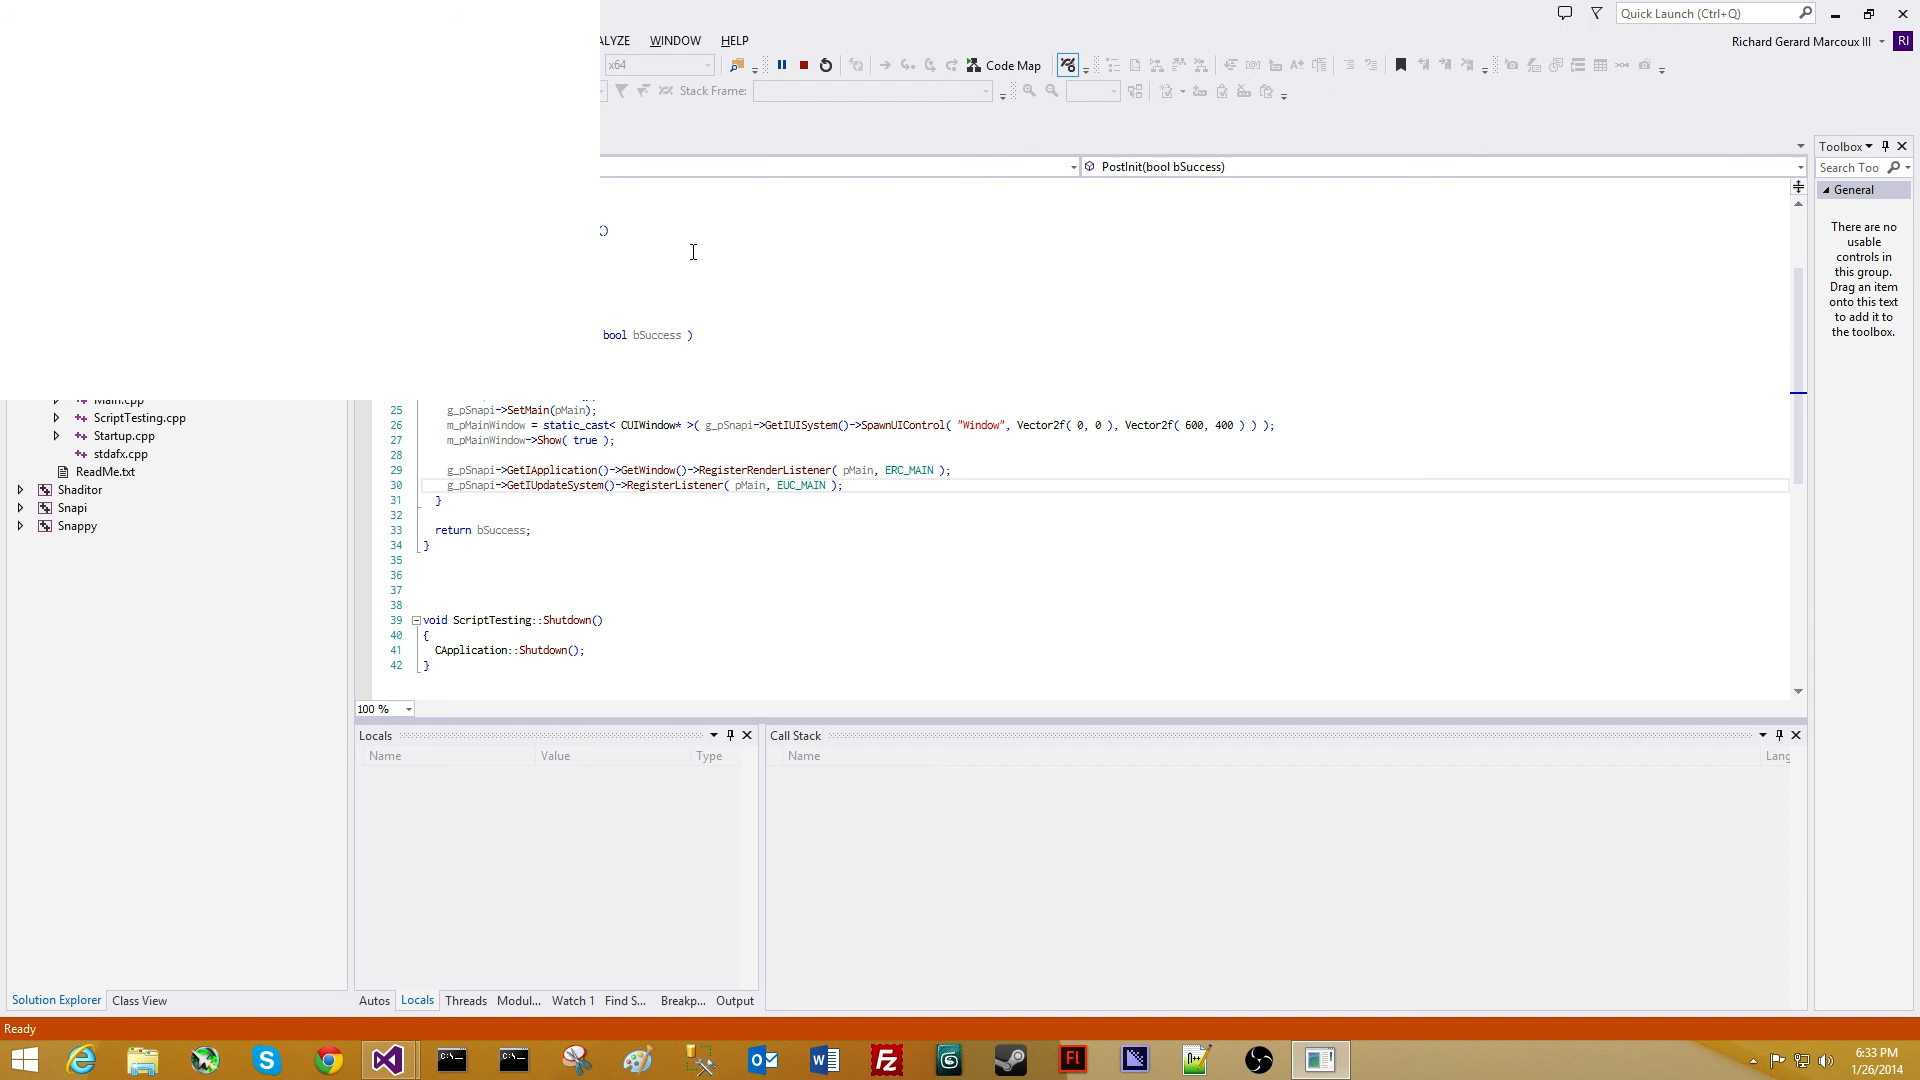 Quick Launch (Ctrl+Q)
WINDOW HELP
Richard Gerard Marcoux III RI
x64 Code Map
Stack Frame:
PostInit(bool bSuccess)
Toolbox
Search Too
General
There are no
usable
controls in
this group.
Drag an item
onto this text
to add it to
the toolbox.
()
bool bSuccess )
Main.cpp
ScriptTesting.cpp
Startup.cpp
stdafx.cpp
ReadMe.txt
Shaditor
Snapi
Snappy
25 g_pSnapi->SetMain(pMain);
26 m_pMainWindow = static_cast< CUIWindow* >( g_pSnapi->GetIUISystem()->SpawnUIControl( "Window", Vector2f( 0, 0 ), Vector2f( 600, 400 ) ) );
27 m_pMainWindow->Show( true );
28
29 g_pSnapi->GetIApplication()->GetWindow()->RegisterRenderListener( pMain, ERC_MAIN );
30 g_pSnapi->GetIUpdateSystem()->RegisterListener( pMain, EUC_MAIN );
31 }
32
33 return bSuccess;
34 }
35
36
37
38
39 void ScriptTesting::Shutdown()
40 {
41 CApplication::Shutdown();
42 }
100 %
Locals
Name Value Type
Call Stack
Name Lang
Solution Explorer Class View
Autos Locals Threads Modul... Watch 1 Find S... Breakp... Output
Ready
6:33 PM
1/26/2014